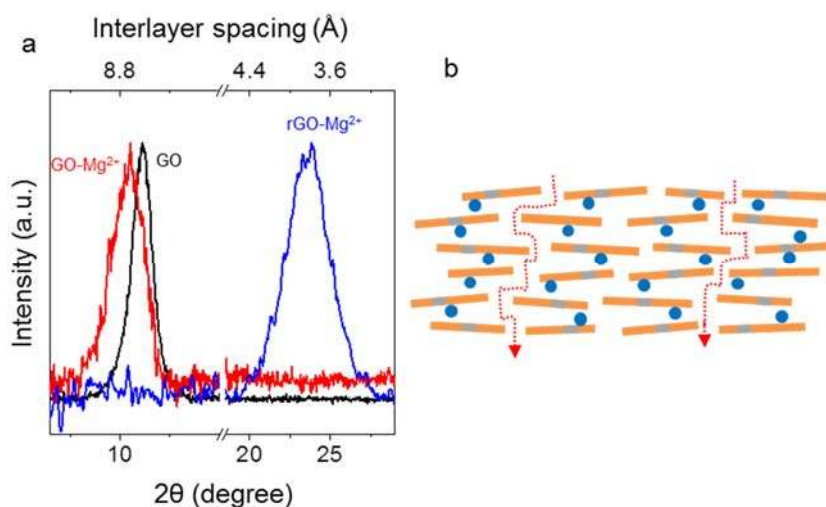 Interlayer spacing (Å)
a
8.8 4.4 3.6
b
rGO-Mg²⁺
GO-Mg²⁺ GO
Intensity (a.u.)
10 20 25
2θ (degree)